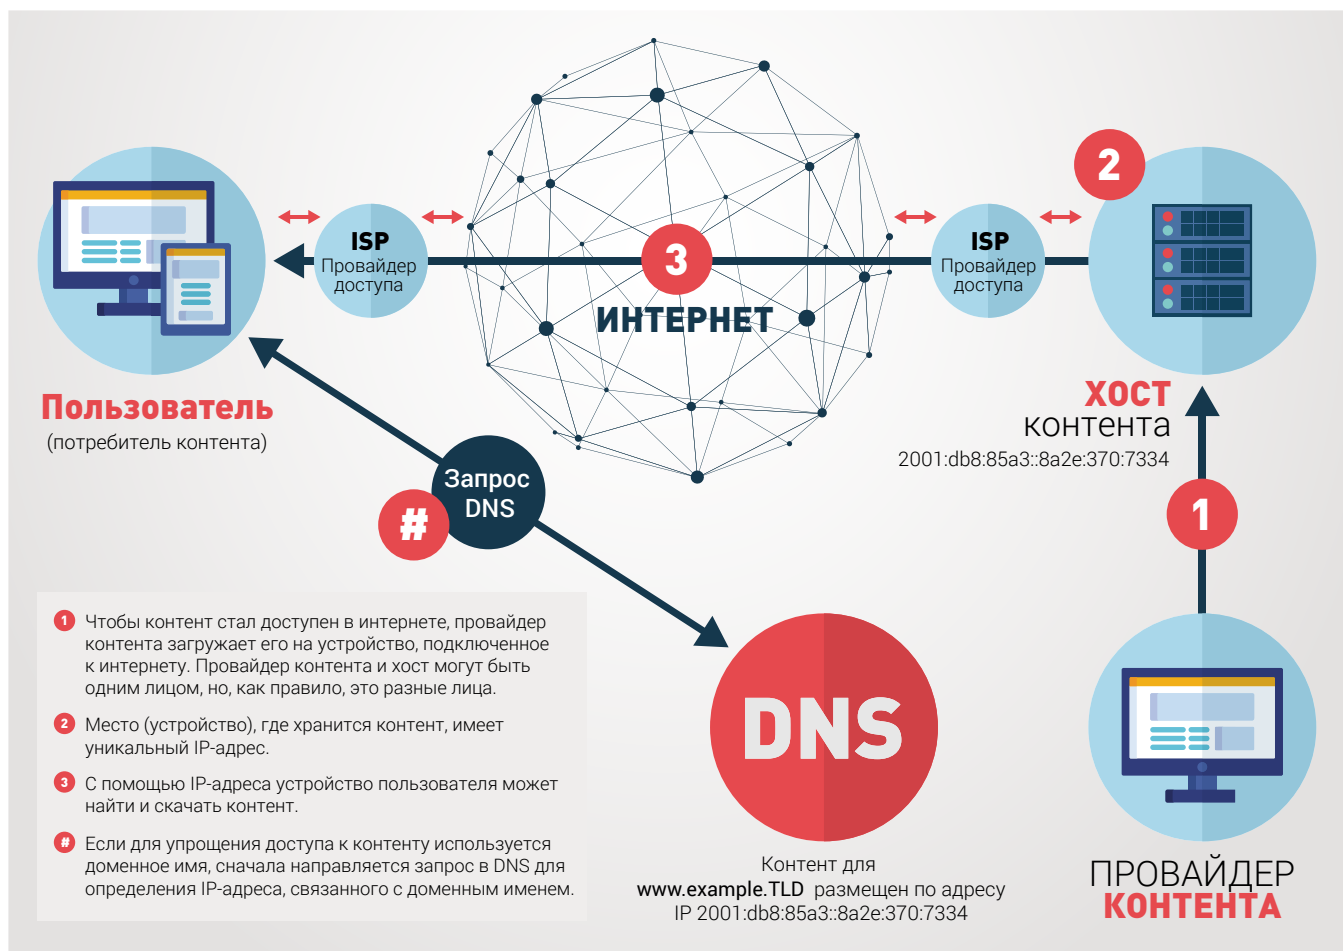 2
ISP
Провайдер
доступа
3
ИНТЕРНЕТ
ISP
Провайдер
доступа
Пользователь
(потребитель контента)
ХОСТ
контента
2001:db8:85a3::8a2e:370:7334
Запрос
DNS
#
1
1 Чтобы контент стал доступен в интернете, провайдер
контента загружает его на устройство, подключенное
к интернету. Провайдер контента и хост могут быть
одним лицом, но, как правило, это разные лица.
2 Место (устройство), где хранится контент, имеет
уникальный IP-адрес.
3 С помощью IP-адреса устройство пользователя может
найти и скачать контент.
# Если для упрощения доступа к контенту используется
доменное имя, сначала направляется запрос в DNS для
определения IP-адреса, связанного с доменным именем.
DNS
Контент для
www.example.TLD размещен по адресу
IP 2001:db8:85a3::8a2e:370:7334
ПРОВАЙДЕР
КОНТЕНТА